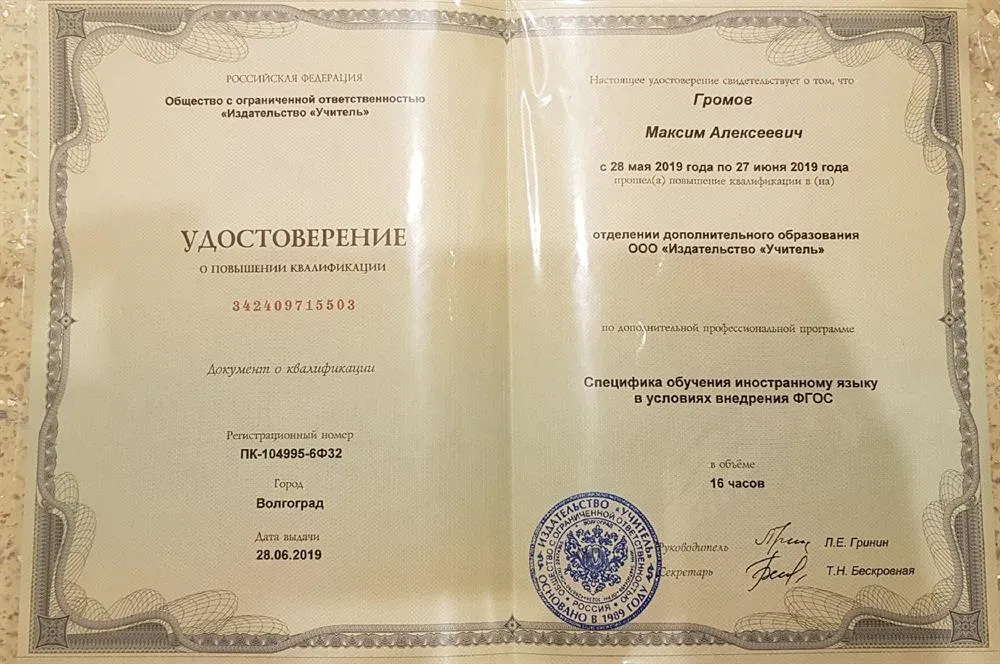 РОССИЙСКАЯ ФЕДЕРАЦИЯ
Общество с ограниченной ответственностью
«Издательство «Учитель»
УДОСТОВЕРЕНИЕ
О ПОВЫШЕНИИ КВАЛИФИКАЦИИ
342409715503
Документ о квалификации
Регистрационный номер
ПК-104995-6Ф32
Город
Волгоград
Дата выдачи
28.06.2019
Настоящее удостоверение свидетельствует о том, что
Громов
Максим Алексеевич
с 28 мая 2019 года по 27 июня 2019 года
прошел(а) повышение квалификации в (на)
отделении дополнительного образования
ООО «Издательство «Учитель»
по дополнительной профессиональной программе
Специфика обучения иностранному языку
в условиях внедрения ФГОС
в объёме
16 часов
Руководитель
Л.Е. Гринин
Секретарь
Т.Н. Бескровная
ИЗДАТЕЛЬСТВО "УЧИТЕЛЬ"
ОБЩЕСТВО С ОГРАНИЧЕННОЙ ОТВЕТСТВЕННОСТЬЮ
ВОЛГОГРАД
РОССИЯ
ОСНОВАНО В 1989 ГОДУ